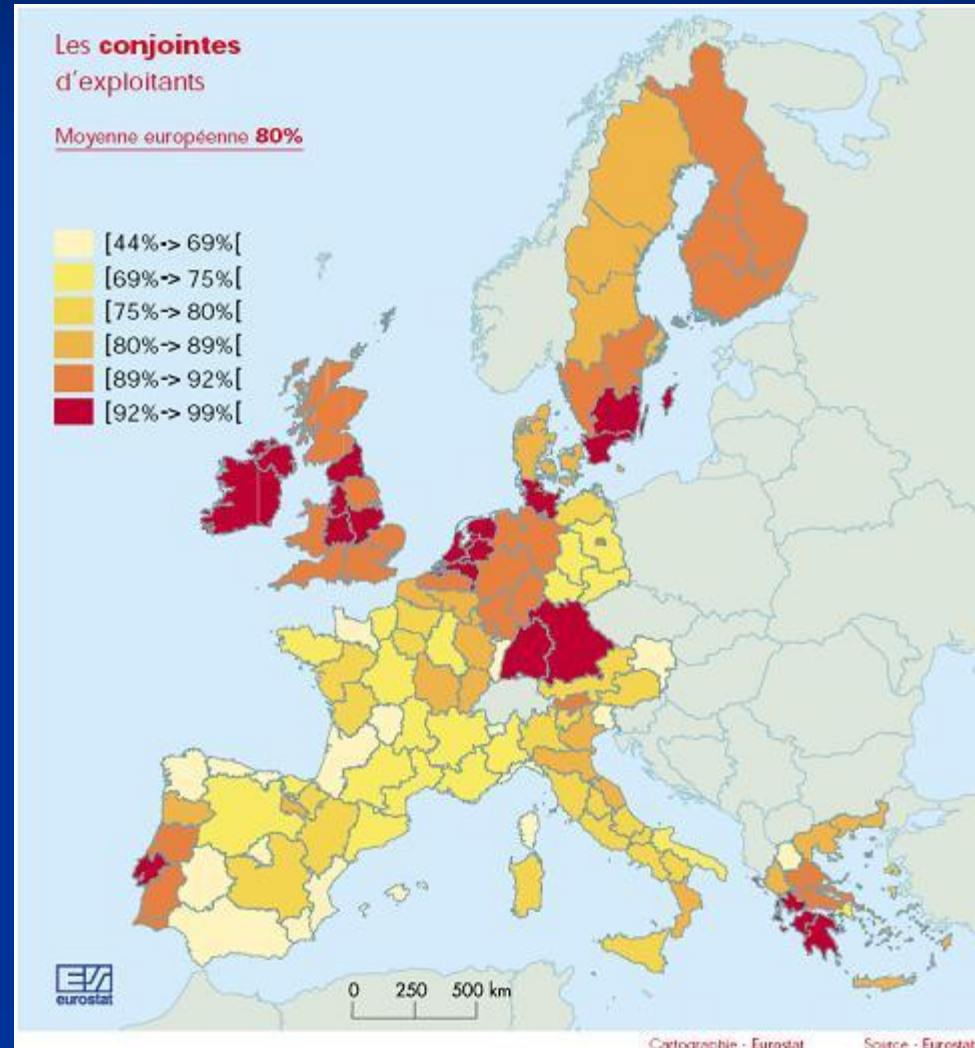 Les conjointes
d'exploitants
Moyenne européenne 80%
[44%-> 69%[
[69%-> 75%[
[75%-> 80%[
[80%-> 89%[
[89%-> 92%[
[92%-> 99%[
eurostat
0 250 500 km
Cartographie - Eurostat Source - Eurostat